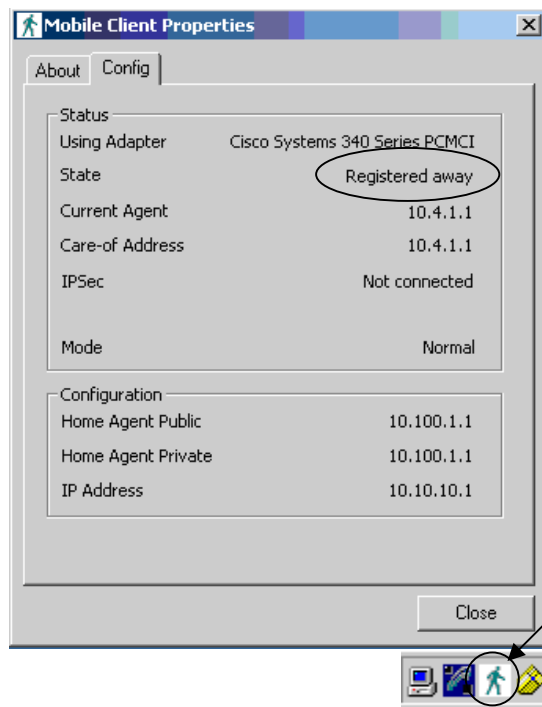 Mobile Client Properties
About Config
Status
Using Adapter Cisco Systems 340 Series PCMCI
State Registered away
Current Agent 10.4.1.1
Care-of Address 10.4.1.1
IPSec Not connected
Mode Normal
Configuration
Home Agent Public 10.100.1.1
Home Agent Private 10.100.1.1
IP Address 10.10.10.1
Close